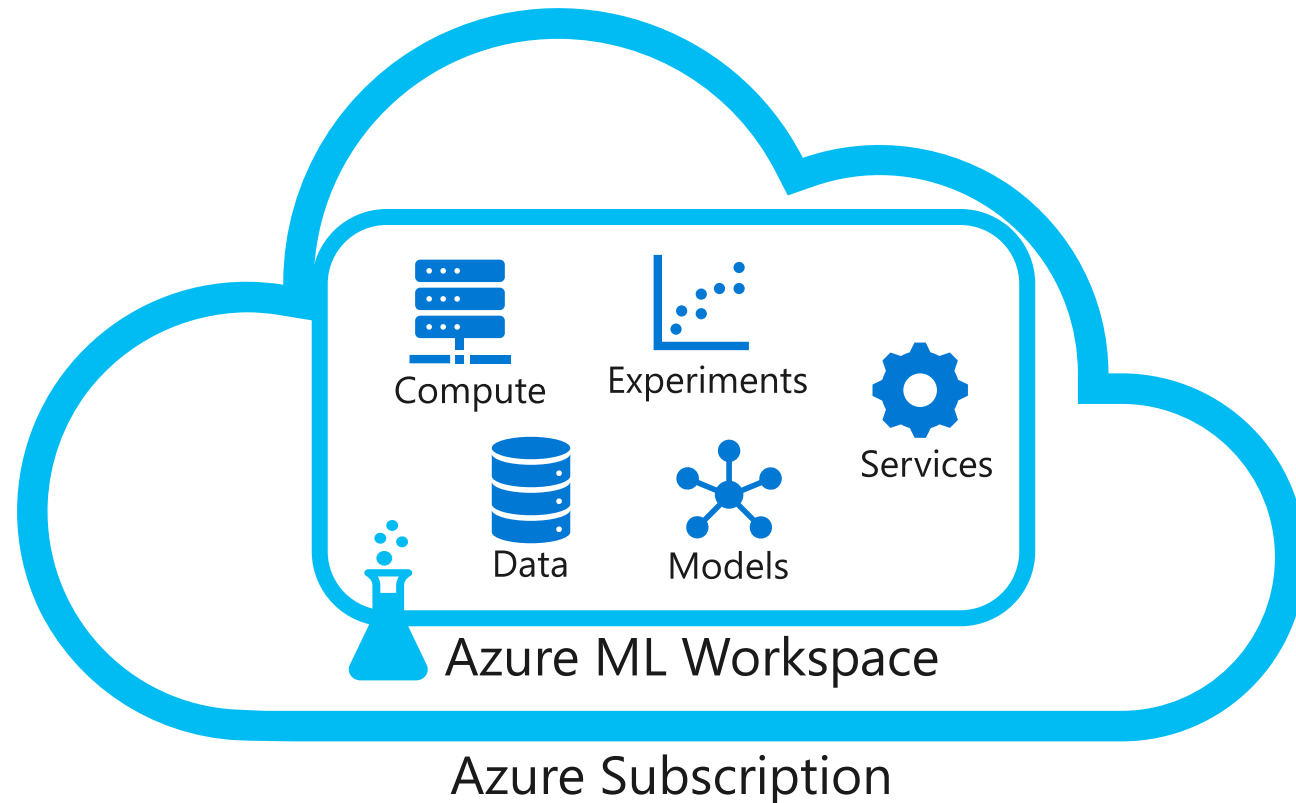 Compute
Experiments
Services
Data
Models
Azure ML Workspace
Azure Subscription